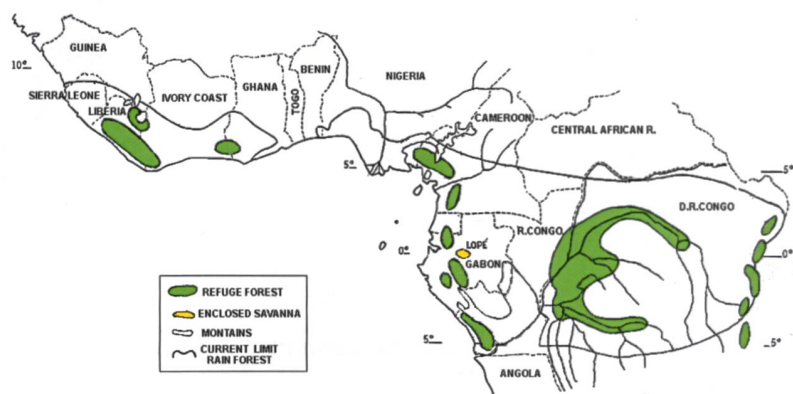 GUINEA
10°
SIERRA LEONE
LIBERIA
IVORY COAST
GHANA
TOGO
BENIN
NIGERIA
CAMEROON
CENTRAL AFRICAN R.
5°
5°
D.R.CONGO
R.CONGO
LOPÉ
GABON
0°
0°
5°
5°
ANGOLA
REFUGE FOREST
ENCLOSED SAVANNA
MONTAINS
CURRENT LIMIT
RAIN FOREST